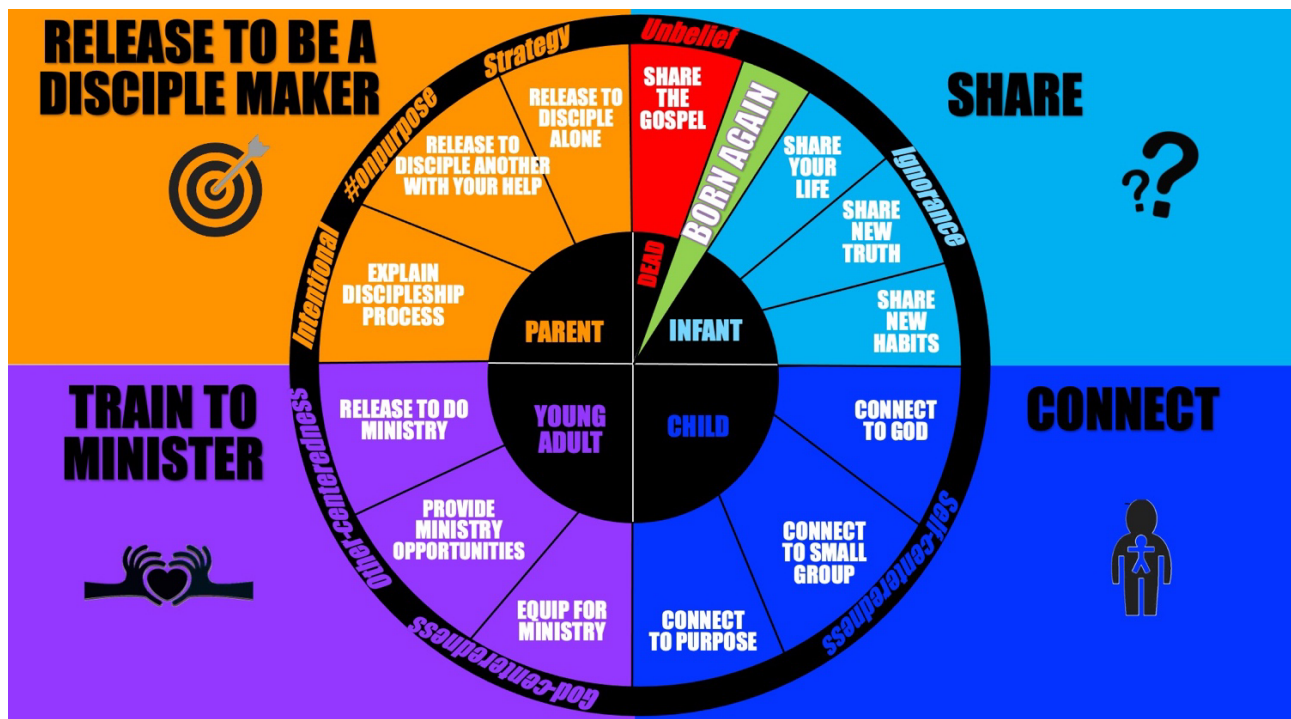 RELEASE TO BE A
DISCIPLE MAKER
SHARE
??
Unbelief
SHARE
THE
GOSPEL
DEAD
BORN AGAIN
Ignorance
SHARE
YOUR
LIFE
SHARE
NEW
TRUTH
SHARE
NEW
HABITS
INFANT
CONNECT
Self-centeredness
CONNECT
TO GOD
CONNECT
TO SMALL
GROUP
CONNECT
TO PURPOSE
CHILD
TRAIN TO
MINISTER
God-centeredness
Other-centeredness
EQUIP FOR
MINISTRY
PROVIDE
MINISTRY
OPPORTUNITIES
RELEASE TO DO
MINISTRY
YOUNG
ADULT
Intentional
#onpurpose
Strategy
EXPLAIN
DISCIPLESHIP
PROCESS
RELEASE TO
DISCIPLE ANOTHER
WITH YOUR HELP
RELEASE TO
DISCIPLE
ALONE
PARENT